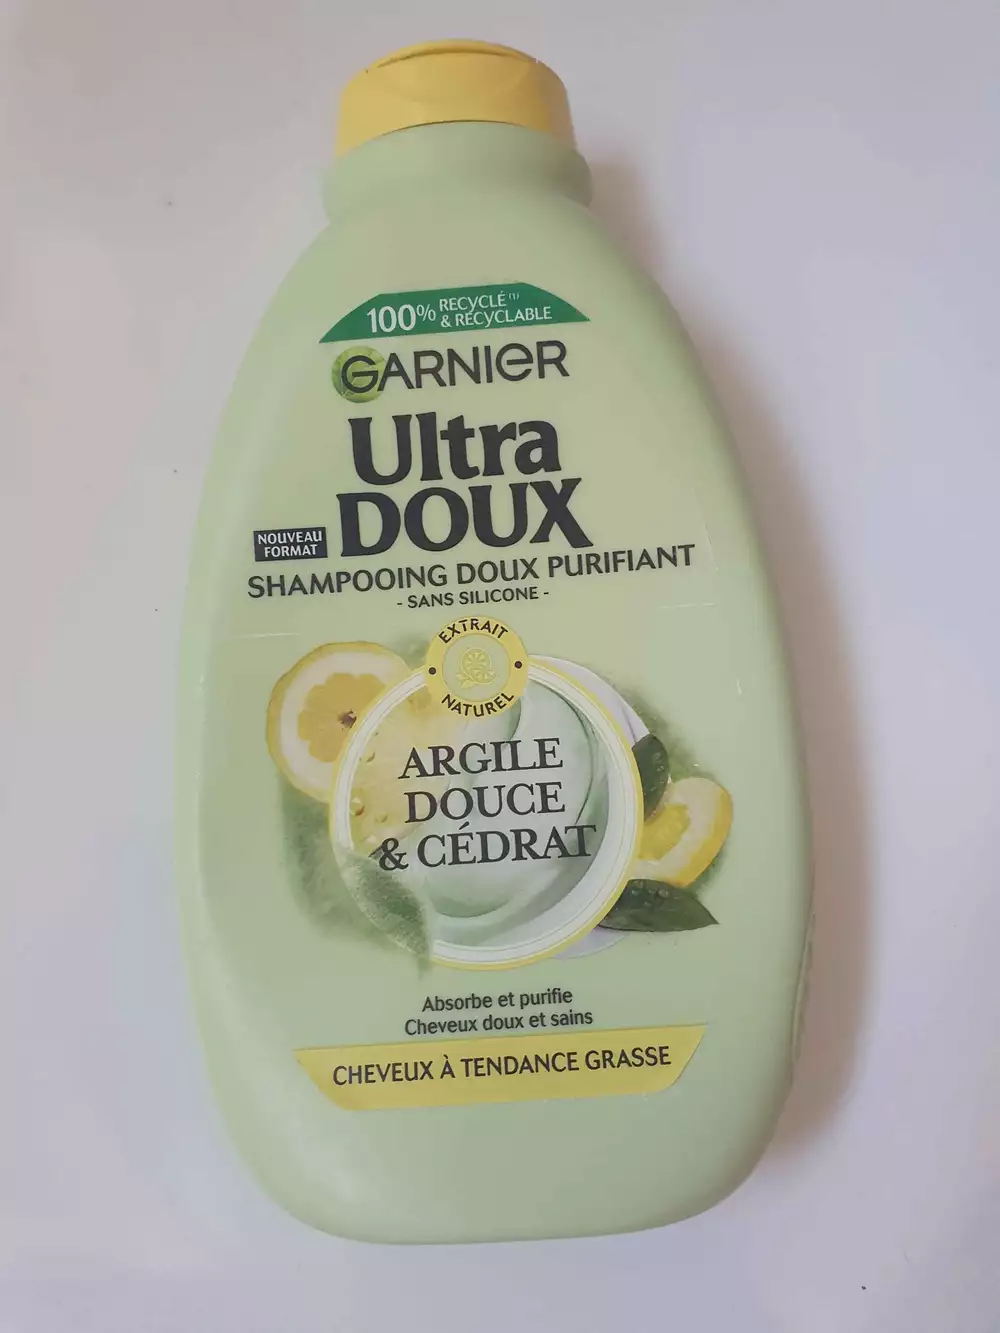 100% RECYCLÉ (1)
& RECYCLABLE
GARNIER
Ultra
DOUX
NOUVEAU
FORMAT
SHAMPOOING DOUX PURIFIANT
- SANS SILICONE -
EXTRAIT
NATUREL
ARGILE
DOUCE
& CÉDRAT
Absorbe et purifie
Cheveux doux et sains
CHEVEUX À TENDANCE GRASSE